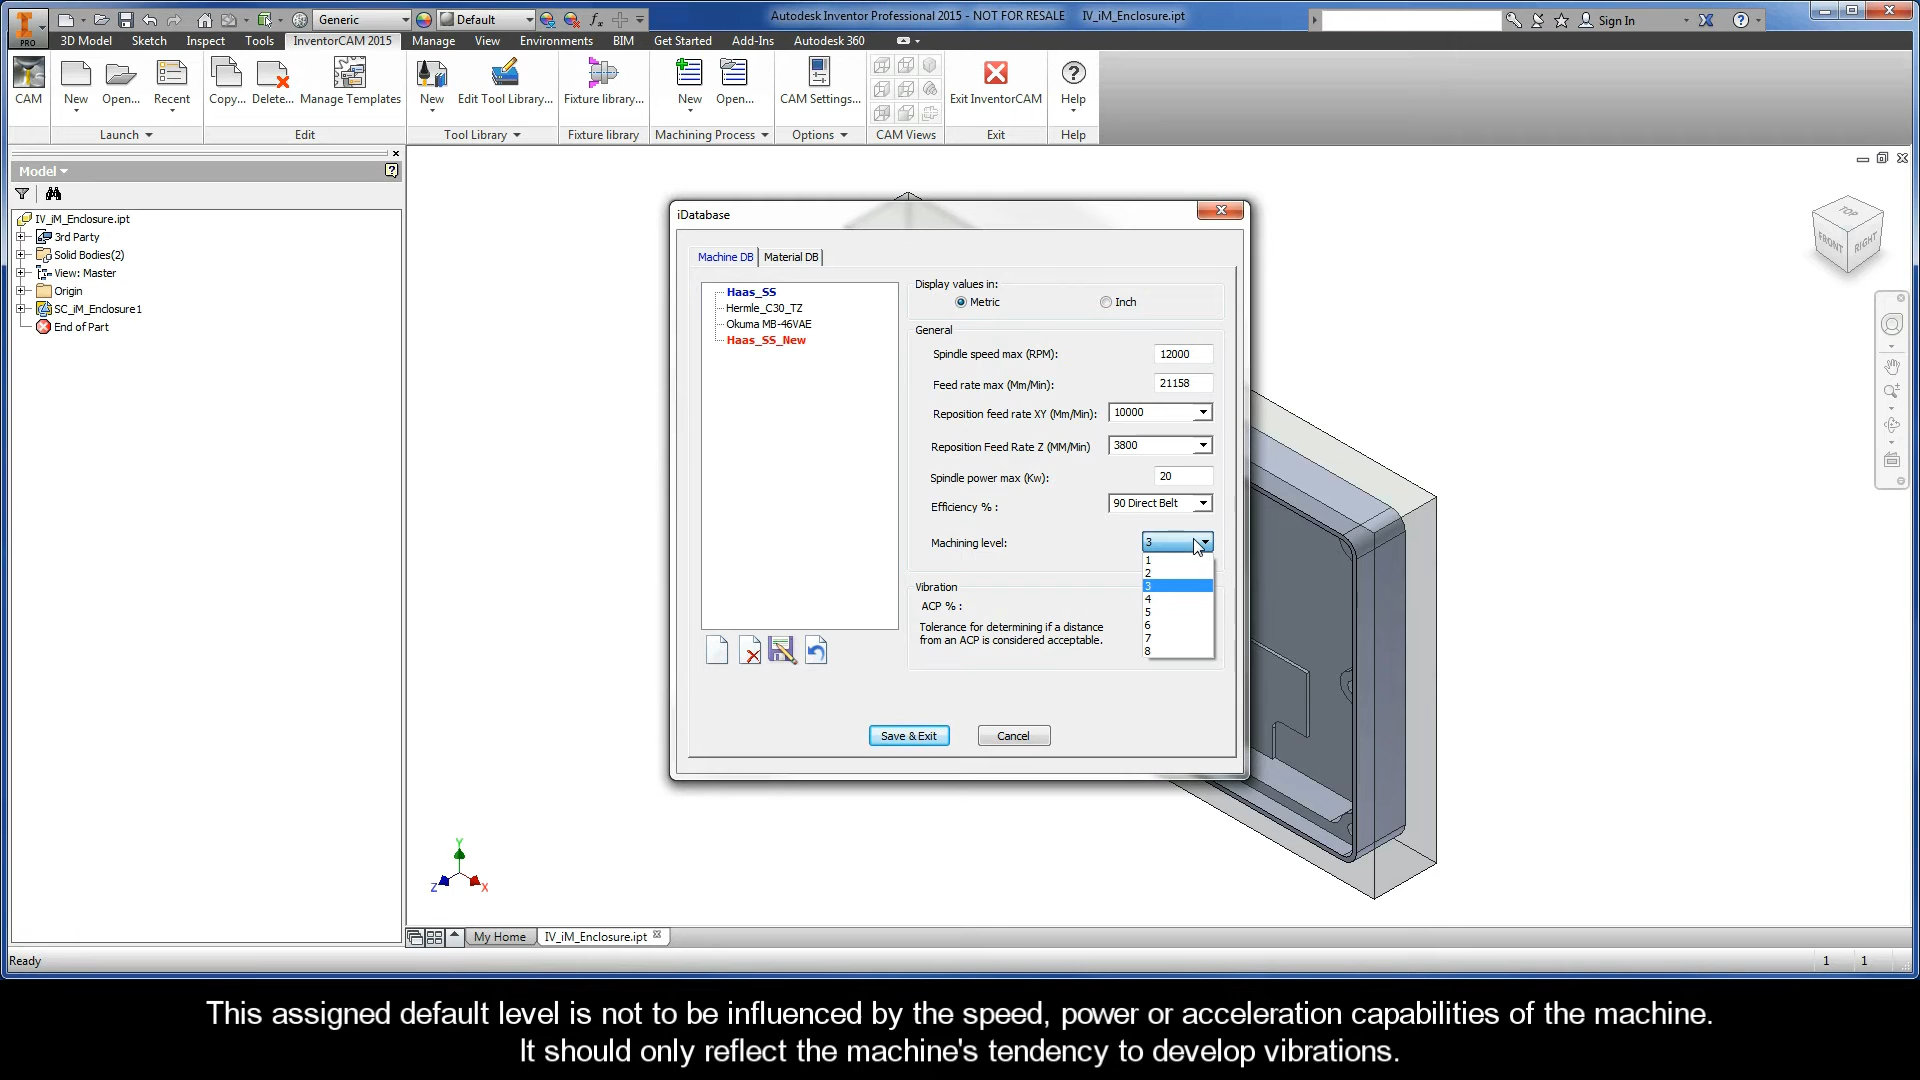 Generic
Default
Autodesk Inventor Professional 2015 - NOT FOR RESALE IV_iM_Enclosure.ipt
Sign In
PRO
3D Model Sketch Inspect Tools InventorCAM 2015 Manage View Environments BIM Get Started Add-Ins Autodesk 360
CAM New Open... Recent Copy... Delete... Manage Templates New Edit Tool Library... Fixture library... New Open... CAM Settings... Exit InventorCAM Help
Launch Edit Tool Library Fixture library Machining Process Options CAM Views Exit Help
Model
IV_iM_Enclosure.ipt
3rd Party
Solid Bodies(2)
View: Master
Origin
SC_iM_Enclosure1
End of Part
TOP
FRONT RIGHT
iDatabase
Machine DB Material DB
Haas_SS
Hermle_C30_TZ
Okuma MB-46VAE
Haas_SS_New
Display values in:
Metric Inch
General
Spindle speed max (RPM): 12000
Feed rate max (Mm/Min): 21158
Reposition feed rate XY (Mm/Min): 10000
Reposition Feed Rate Z (MM/Min) 3800
Spindle power max (Kw): 20
Efficiency % : 90 Direct Belt
Machining level: 3
1
2
3
4
5
6
7
8
Vibration
ACP % :
Tolerance for determining if a distance
from an ACP is considered acceptable.
Save & Exit Cancel
Y
Z X
My Home IV_iM_Enclosure.ipt
Ready 1 1
This assigned default level is not to be influenced by the speed, power or acceleration capabilities of the machine.
It should only reflect the machine's tendency to develop vibrations.